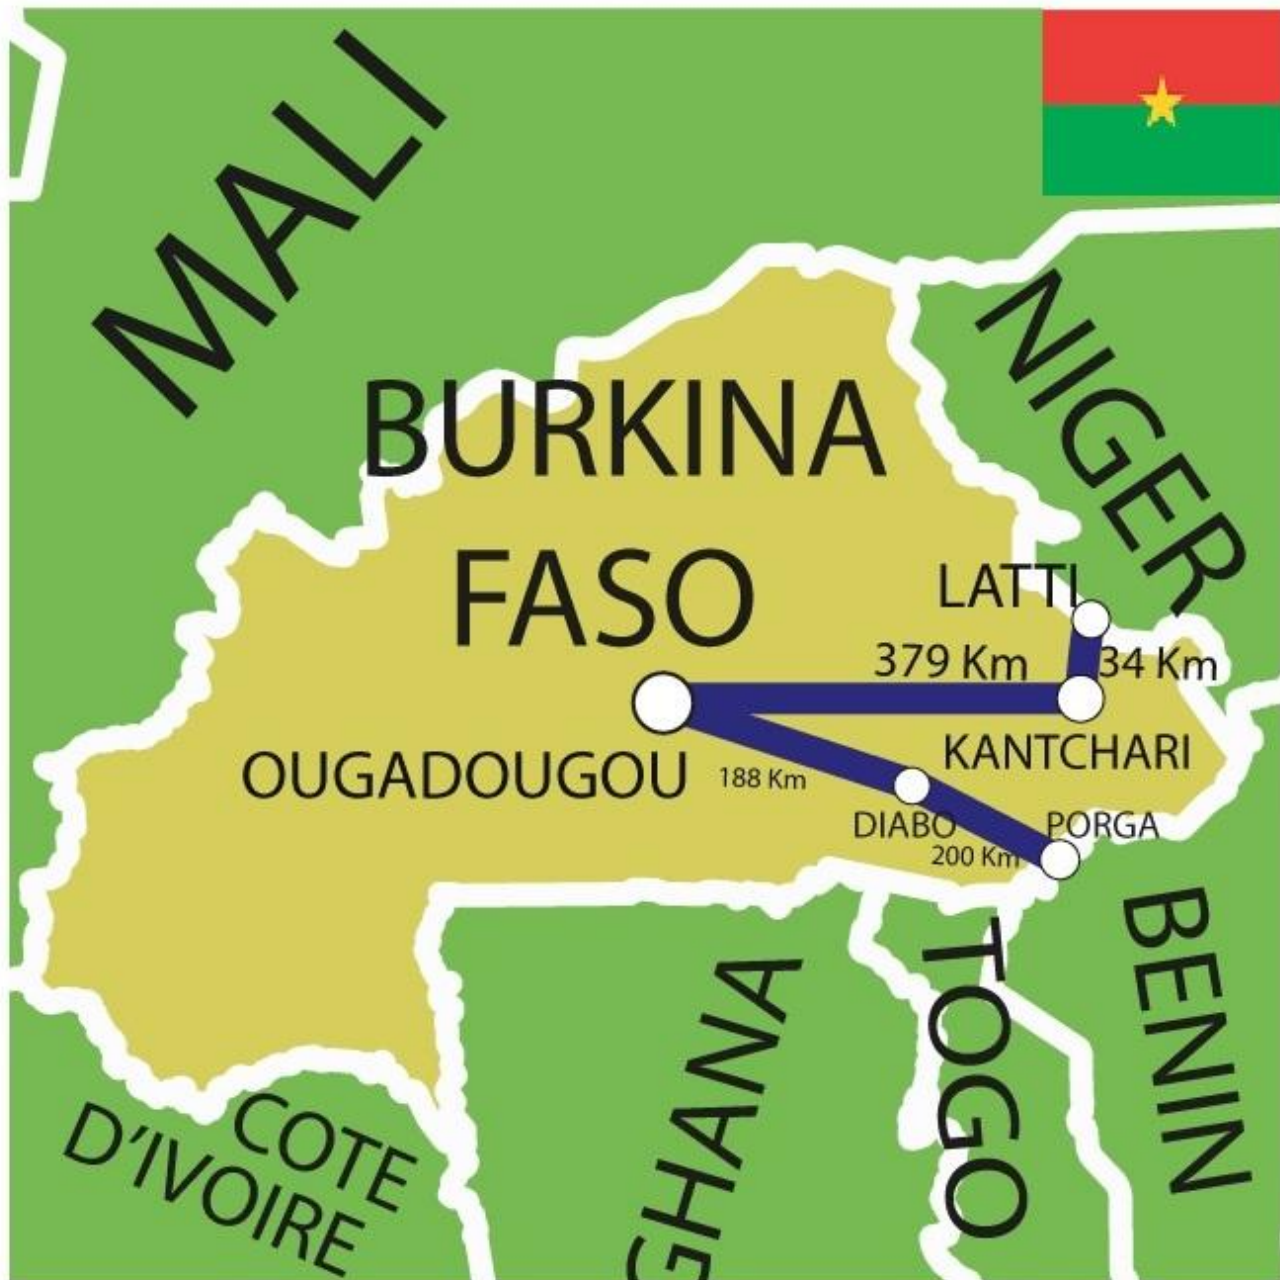 MALI
NIGER
BURKINA
FASO
LATTI
379 Km
34 Km
KANTCHARI
OUGADOUGOU
188 Km
DIABO
PORGA
200 Km
BENIN
TOGO
GHANA
COTE
D'IVOIRE